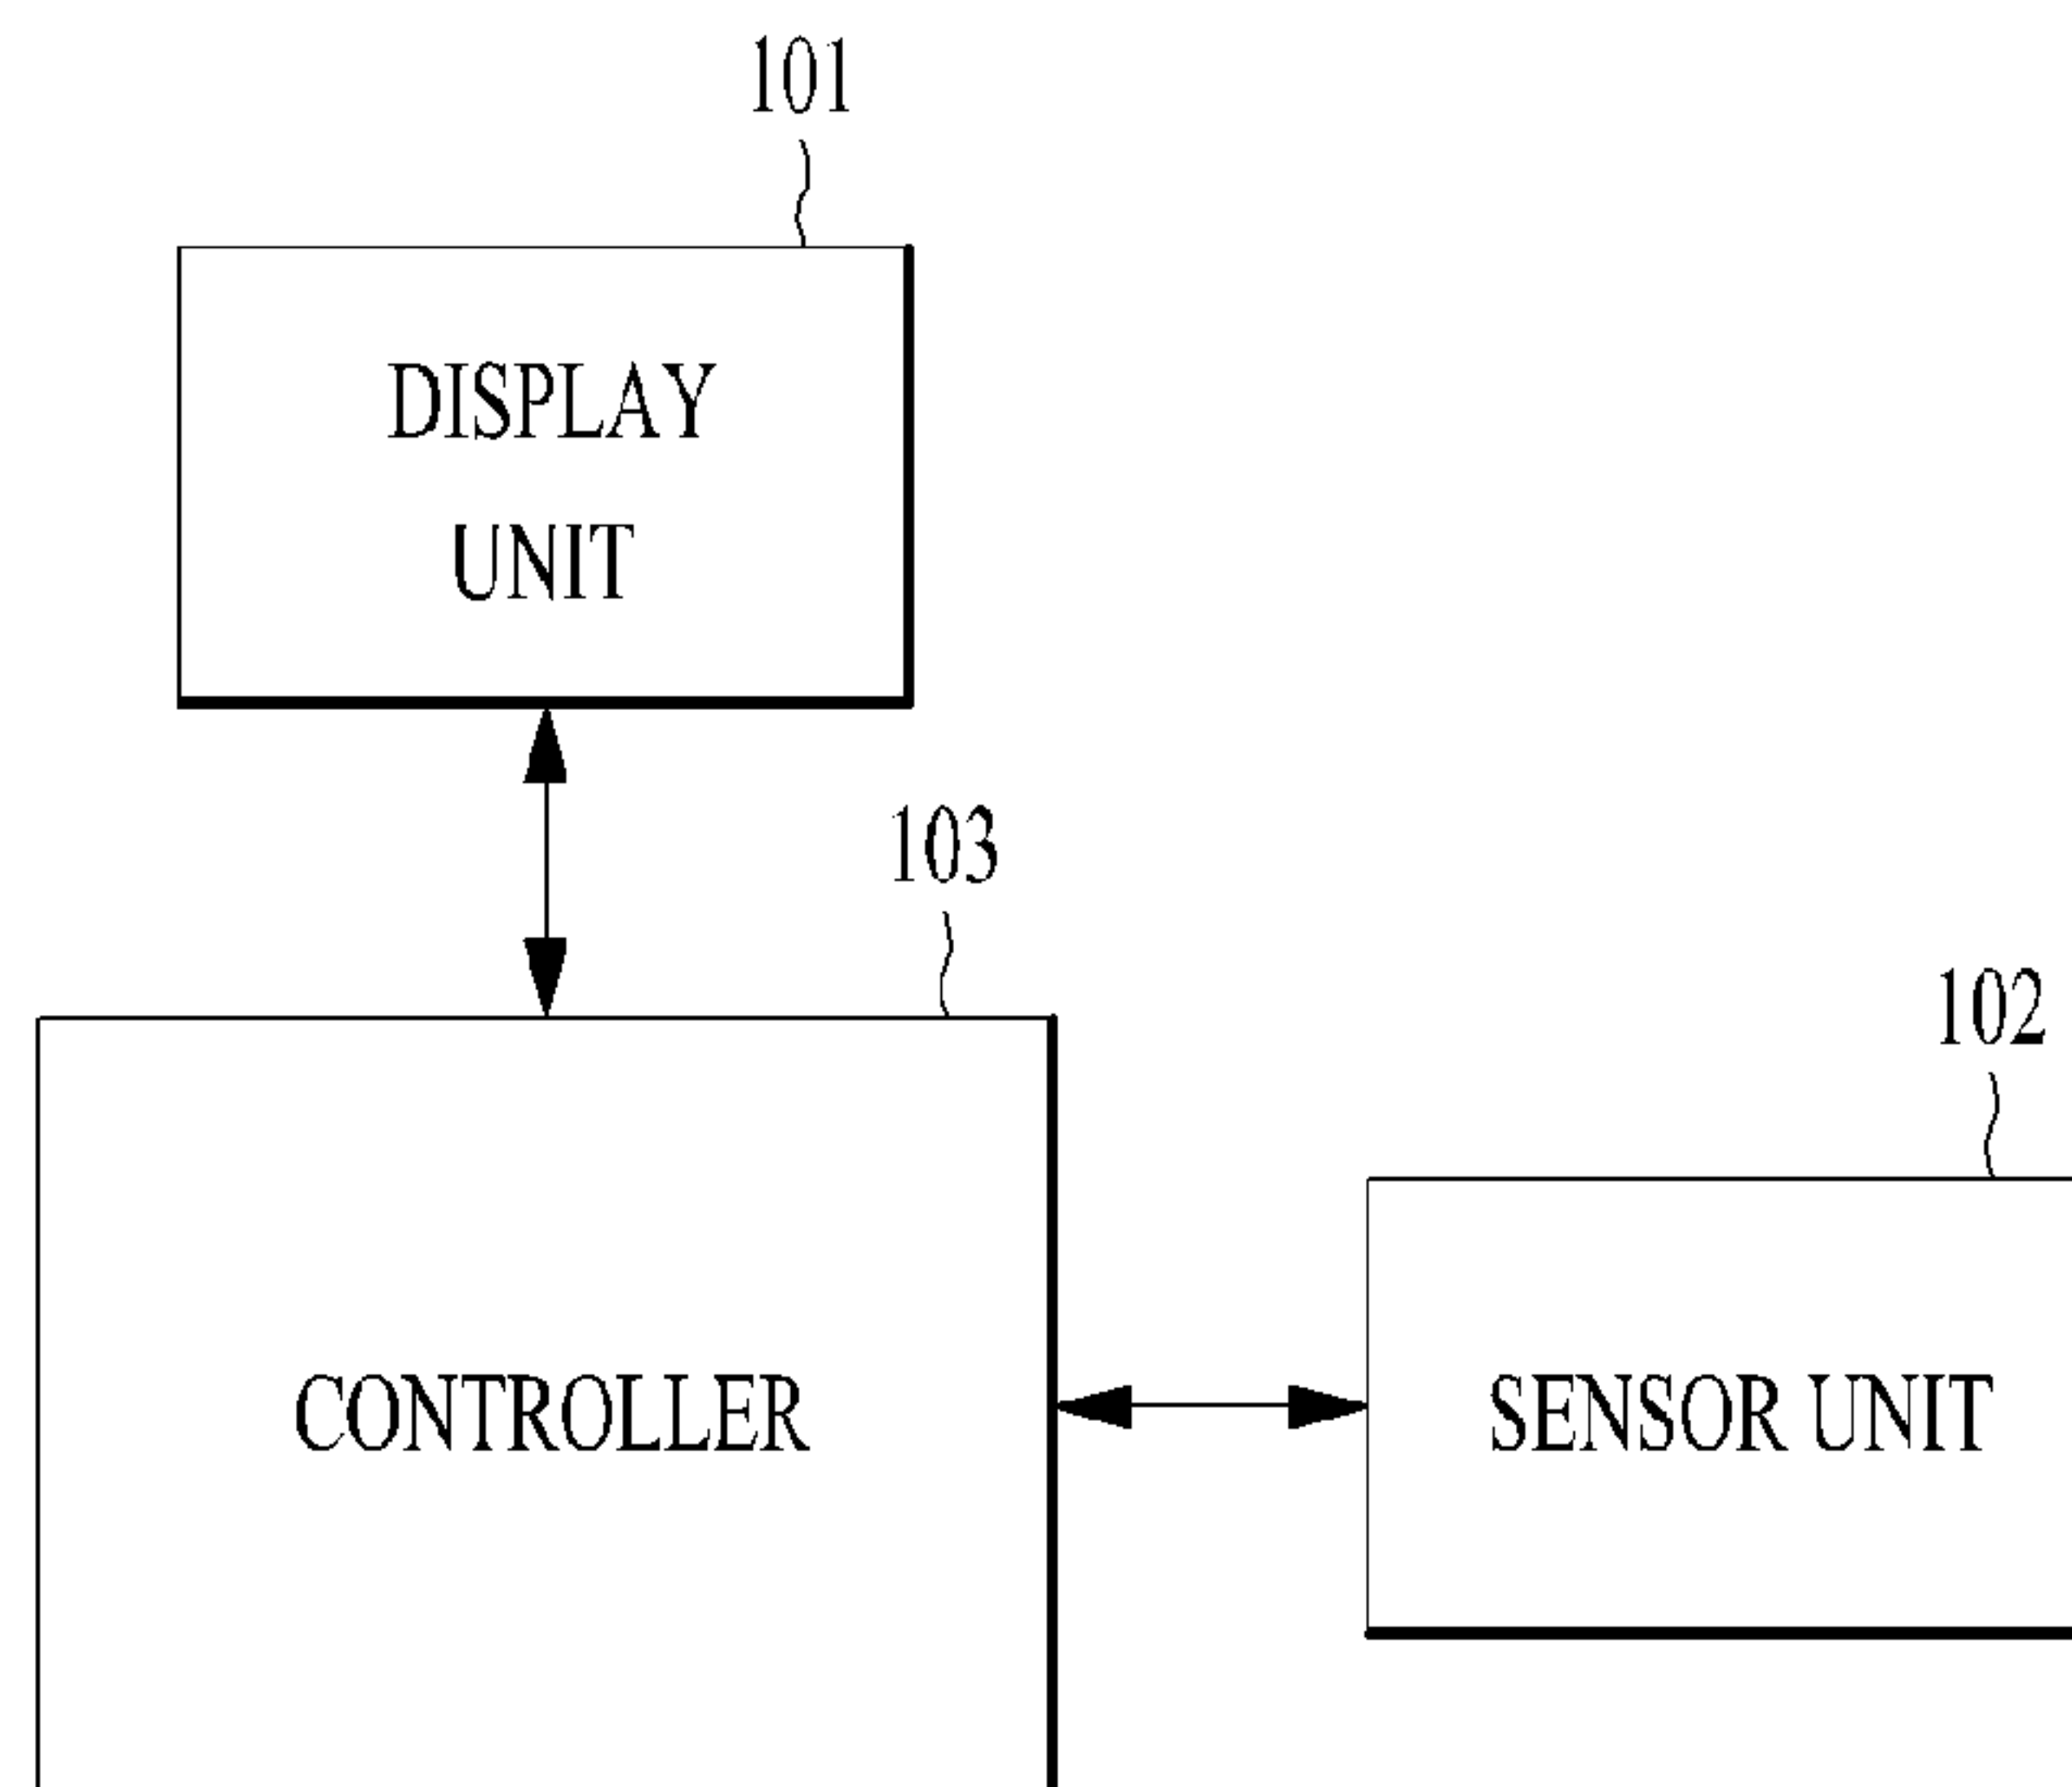 101
DISPLAY
UNIT
103
102
CONTROLLER
SENSOR UNIT